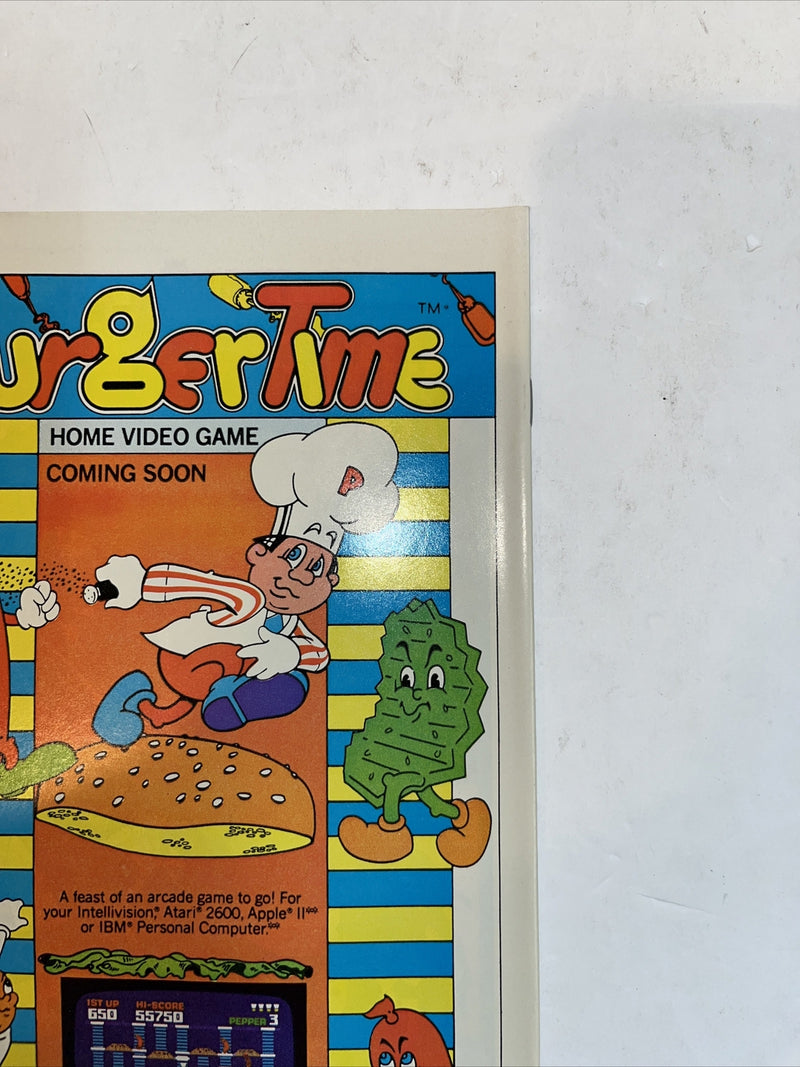 urgerTime TM
HOME VIDEO GAME
COMING SOON
P
A feast of an arcade game to go! For
your Intellivision,® Atari® 2600, Apple® II
or IBM® Personal Computer.
1ST UP HI-SCORE
650 55750
PEPPER 3